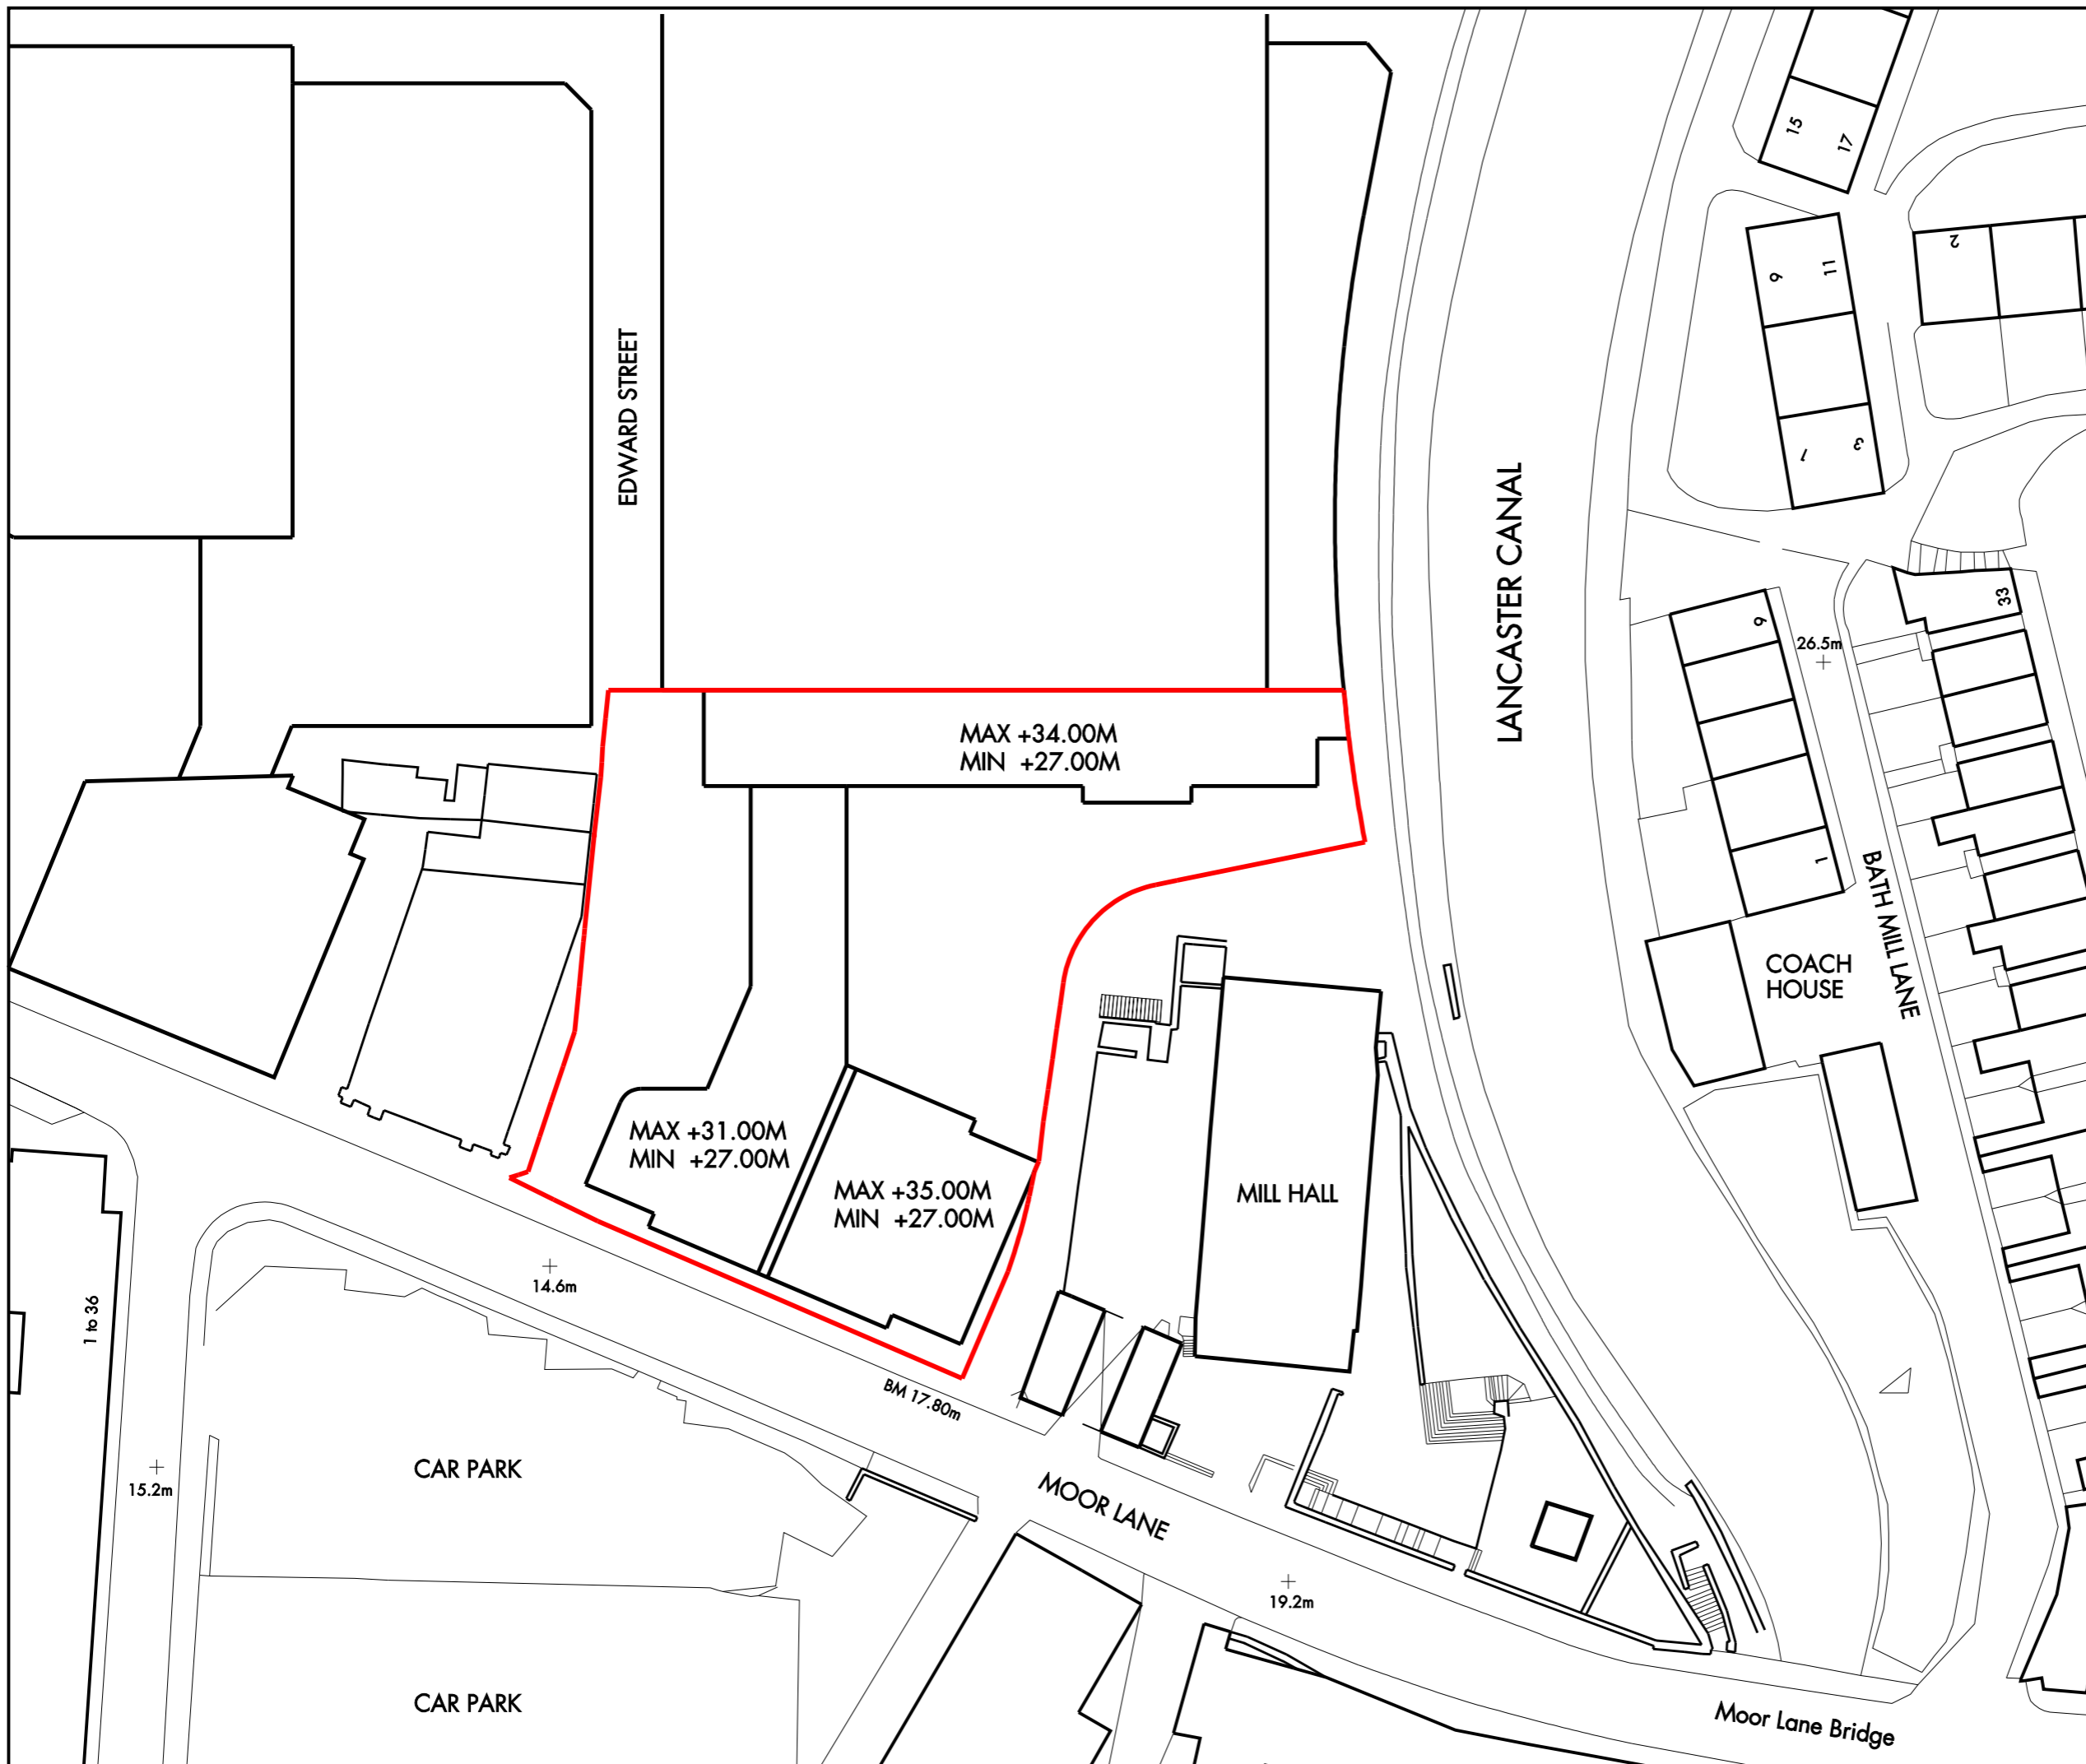 15
17
2
9
11
EDWARD STREET
1
3
LANCASTER CANAL
33
9
26.5m
MAX +34.00M
MIN +27.00M
1
BATH MILL LANE
COACH
HOUSE
MAX +31.00M
MIN +27.00M
MAX +35.00M
MIN +27.00M
MILL HALL
14.6m
1 to 36
BM 17.80m
CAR PARK
15.2m
MOOR LANE
19.2m
CAR PARK
Moor Lane Bridge